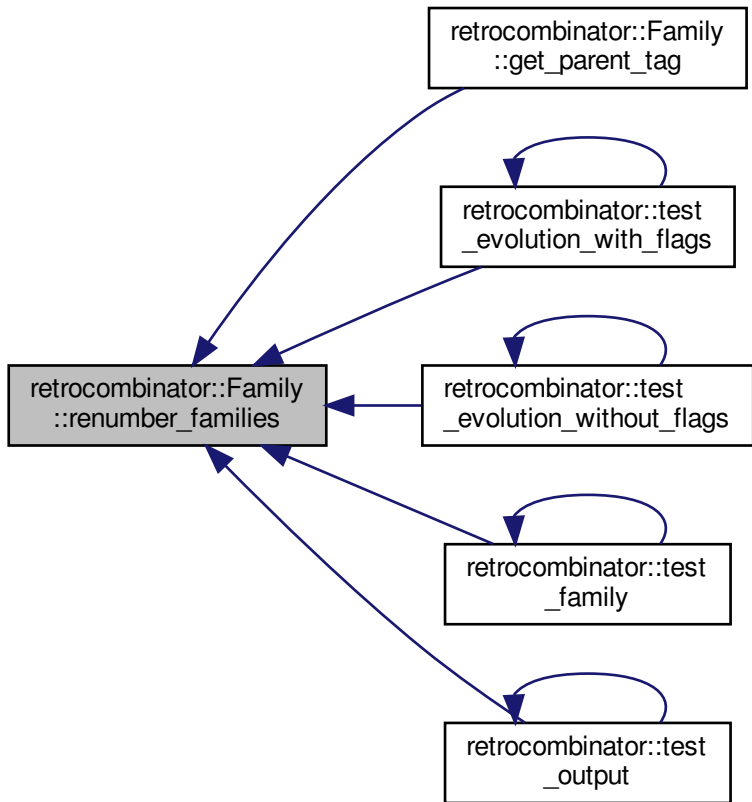 retrocombinator::Family
::get_parent_tag
retrocombinator::test
_evolution_with_flags
retrocombinator::Family
::renumber_families
retrocombinator::test
_evolution_without_flags
retrocombinator::test
_family
retrocombinator::test
_output